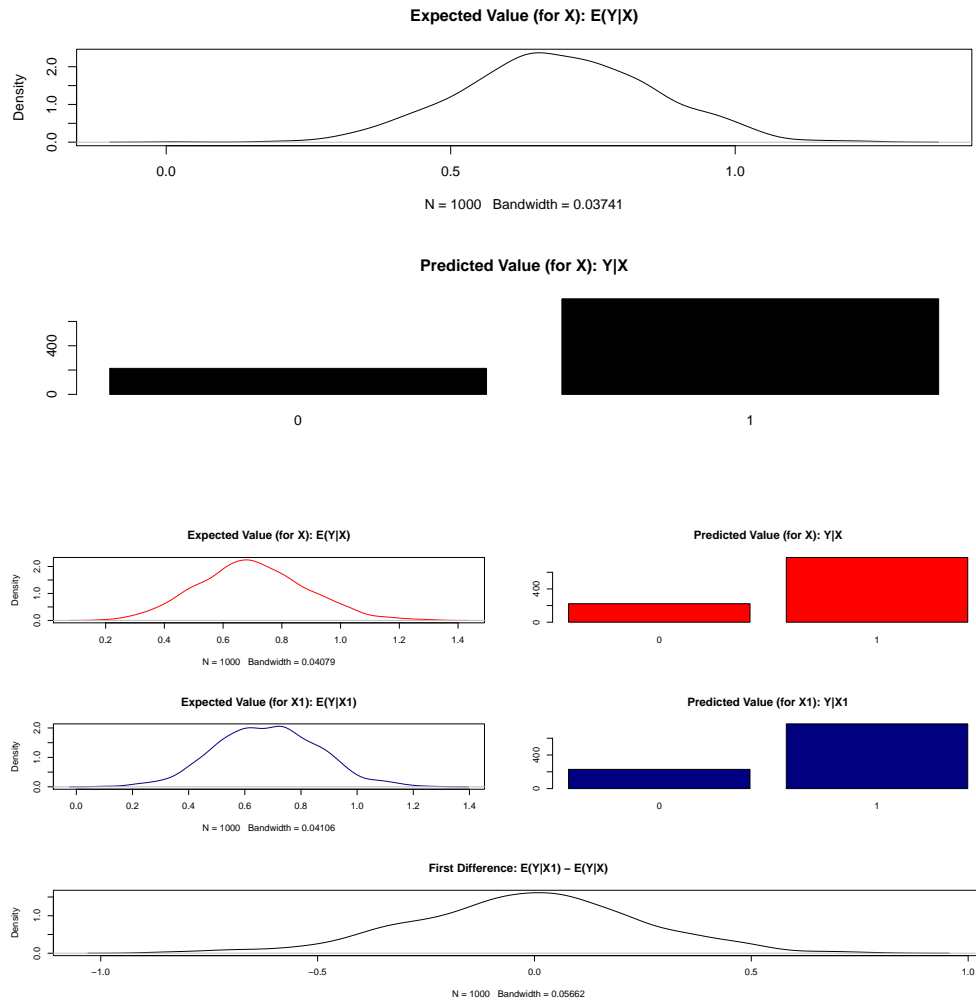 Expected Value (for X): E(Y|X)
Density
0.0 1.0 2.0
0.0 0.5 1.0
N = 1000 Bandwidth = 0.03741
Predicted Value (for X): Y|X
0 400
0 1
Expected Value (for X): E(Y|X)
Density
0.0 1.0 2.0
0.2 0.4 0.6 0.8 1.0 1.2 1.4
N = 1000 Bandwidth = 0.04079
Predicted Value (for X): Y|X
0 400
0 1
Expected Value (for X1): E(Y|X1)
Density
0.0 1.0 2.0
0.0 0.2 0.4 0.6 0.8 1.0 1.2 1.4
N = 1000 Bandwidth = 0.04106
Predicted Value (for X1): Y|X1
0 400
0 1
First Difference: E(Y|X1) − E(Y|X)
Density
0.0 1.0
−1.0 −0.5 0.0 0.5 1.0
N = 1000 Bandwidth = 0.05662